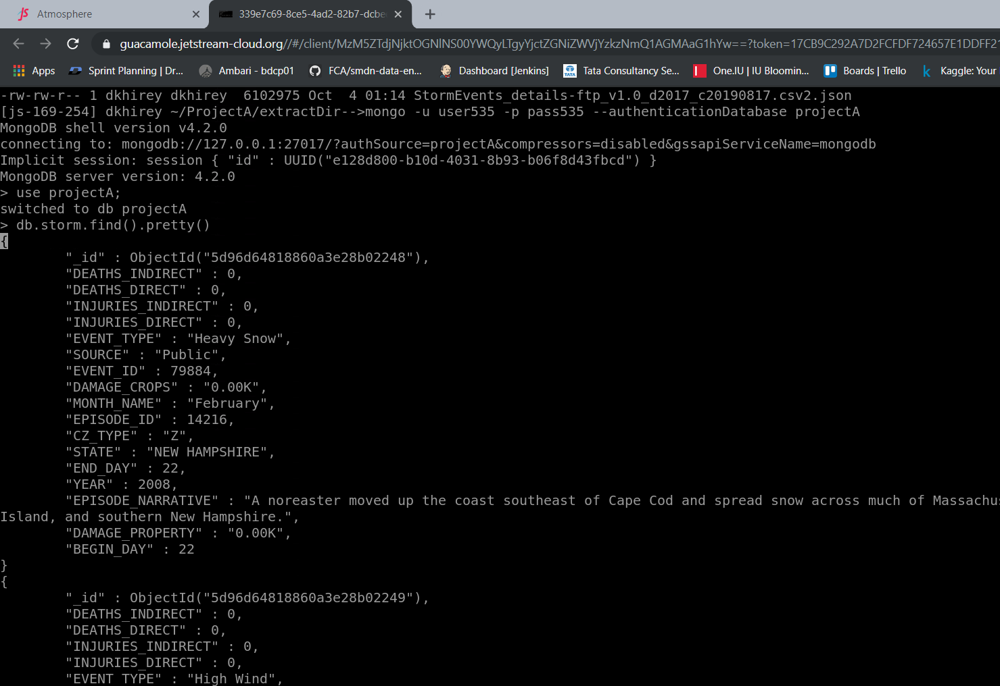 Atmosphere
339e7c69-8ce5-4ad2-82b7-dcbe
guacamole.jetstream-cloud.org//#/client/MzM5ZTdjNjktOGNlNS00YWQyLTgyYjctZGNiZWVjYzkzNmQ1AGMAaG1hYw==?token=17CB9C292A7D2FCFDF724657E1DDFF21
Apps
Sprint Planning | Dr...
Ambari - bdcp01
FCA/smdn-data-en...
Dashboard [Jenkins]
TATA
Tata Consultancy Se...
One.IU | IU Bloomin...
Boards | Trello
Kaggle: Your
-rw-rw-r-- 1 dkhirey dkhirey  6102975 Oct  4 01:14 StormEvents_details-ftp_v1.0_d2017_c20190817.csv2.json
[js-169-254] dkhirey ~/ProjectA/extractDir-->mongo -u user535 -p pass535 --authenticationDatabase projectA
MongoDB shell version v4.2.0
connecting to: mongodb://127.0.0.1:27017/?authSource=projectA&compressors=disabled&gssapiServiceName=mongodb
Implicit session: session { "id" : UUID("e128d800-b10d-4031-8b93-b06f8d43fbcd") }
MongoDB server version: 4.2.0
> use projectA;
switched to db projectA
> db.storm.find().pretty()
{
"_id" : ObjectId("5d96d64818860a3e28b02248"),
"DEATHS_INDIRECT" : 0,
"DEATHS_DIRECT" : 0,
"INJURIES_INDIRECT" : 0,
"INJURIES_DIRECT" : 0,
"EVENT_TYPE" : "Heavy Snow",
"SOURCE" : "Public",
"EVENT_ID" : 79884,
"DAMAGE_CROPS" : "0.00K",
"MONTH_NAME" : "February",
"EPISODE_ID" : 14216,
"CZ_TYPE" : "Z",
"STATE" : "NEW HAMPSHIRE",
"END_DAY" : 22,
"YEAR" : 2008,
"EPISODE_NARRATIVE" : "A noreaster moved up the coast southeast of Cape Cod and spread snow across much of Massachus
Island, and southern New Hampshire.",
"DAMAGE_PROPERTY" : "0.00K",
"BEGIN_DAY" : 22
}
{
"_id" : ObjectId("5d96d64818860a3e28b02249"),
"DEATHS_INDIRECT" : 0,
"DEATHS_DIRECT" : 0,
"INJURIES_INDIRECT" : 0,
"INJURIES_DIRECT" : 0,
"EVENT_TYPE" : "High Wind",